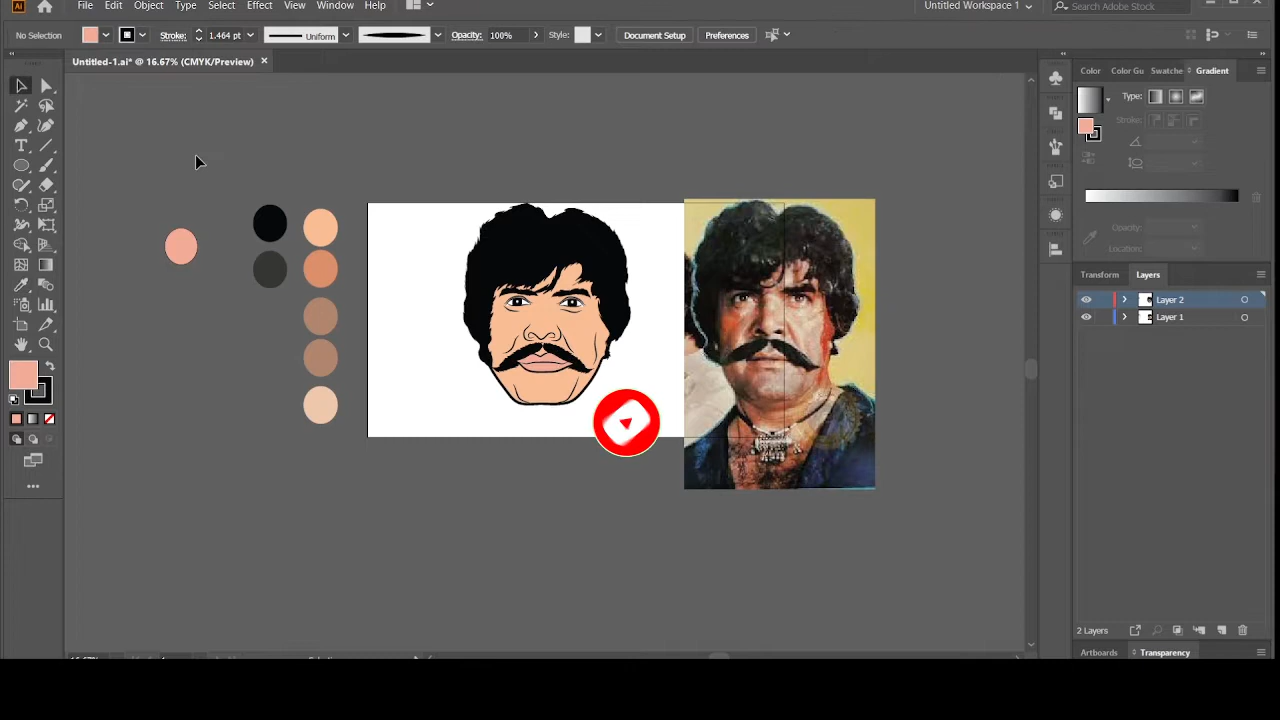 Ai File Edit Object Type Select Effect View Window Help Untitled Workspace 1 Search Adobe Stock
No Selection Stroke: 1.464 pt Uniform Opacity: 100% Style: Document Setup Preferences
Untitled-1.ai* @ 16.67% (CMYK/Preview)
Color Color Gu Swatche Gradient
Type:
Stroke:
Opacity:
Location:
Transform Layers
Layer 2
Layer 1
2 Layers
Artboards Transparency